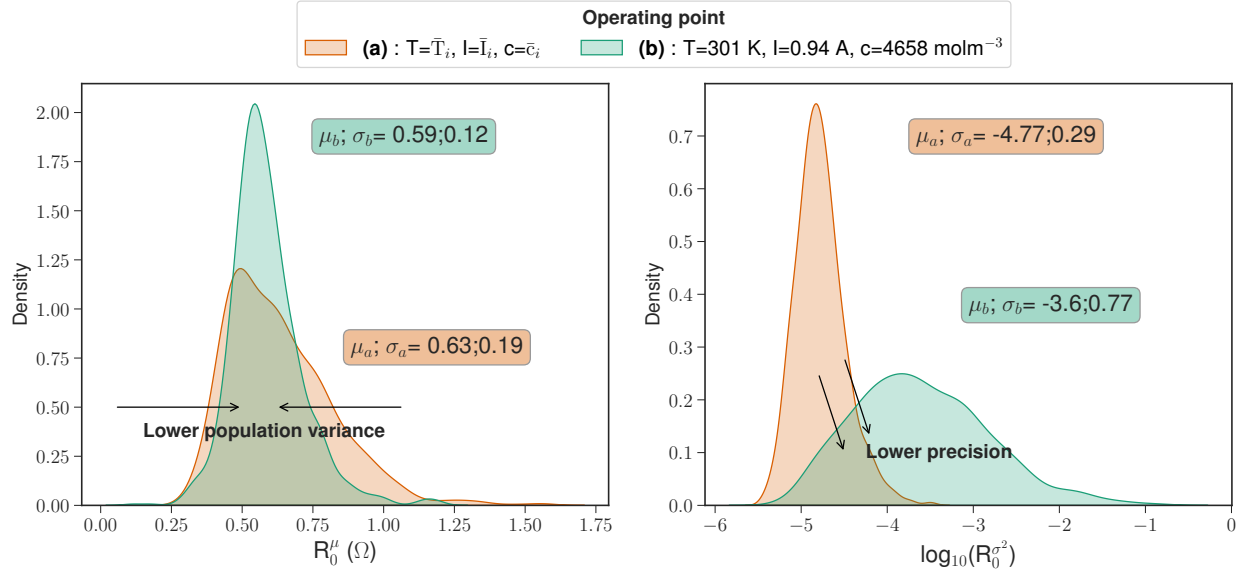 Operating point
(a) : T=T̄ᵢ, I=Īᵢ, c=c̄ᵢ
(b) : T=301 K, I=0.94 A, c=4658 molm⁻³
Density
2.00
1.75
1.50
1.25
1.00
0.75
0.50
0.25
0.00
μ_b; σ_b= 0.59;0.12
μ_a; σ_a= 0.63;0.19
Lower population variance
0.00 0.25 0.50 0.75 1.00 1.25 1.50 1.75
R₀^μ (Ω)
Density
0.7
0.6
0.5
0.4
0.3
0.2
0.1
0.0
μ_a; σ_a= -4.77;0.29
μ_b; σ_b= -3.6;0.77
Lower precision
−6 −5 −4 −3 −2 −1 0
log₁₀(R₀^σ²)